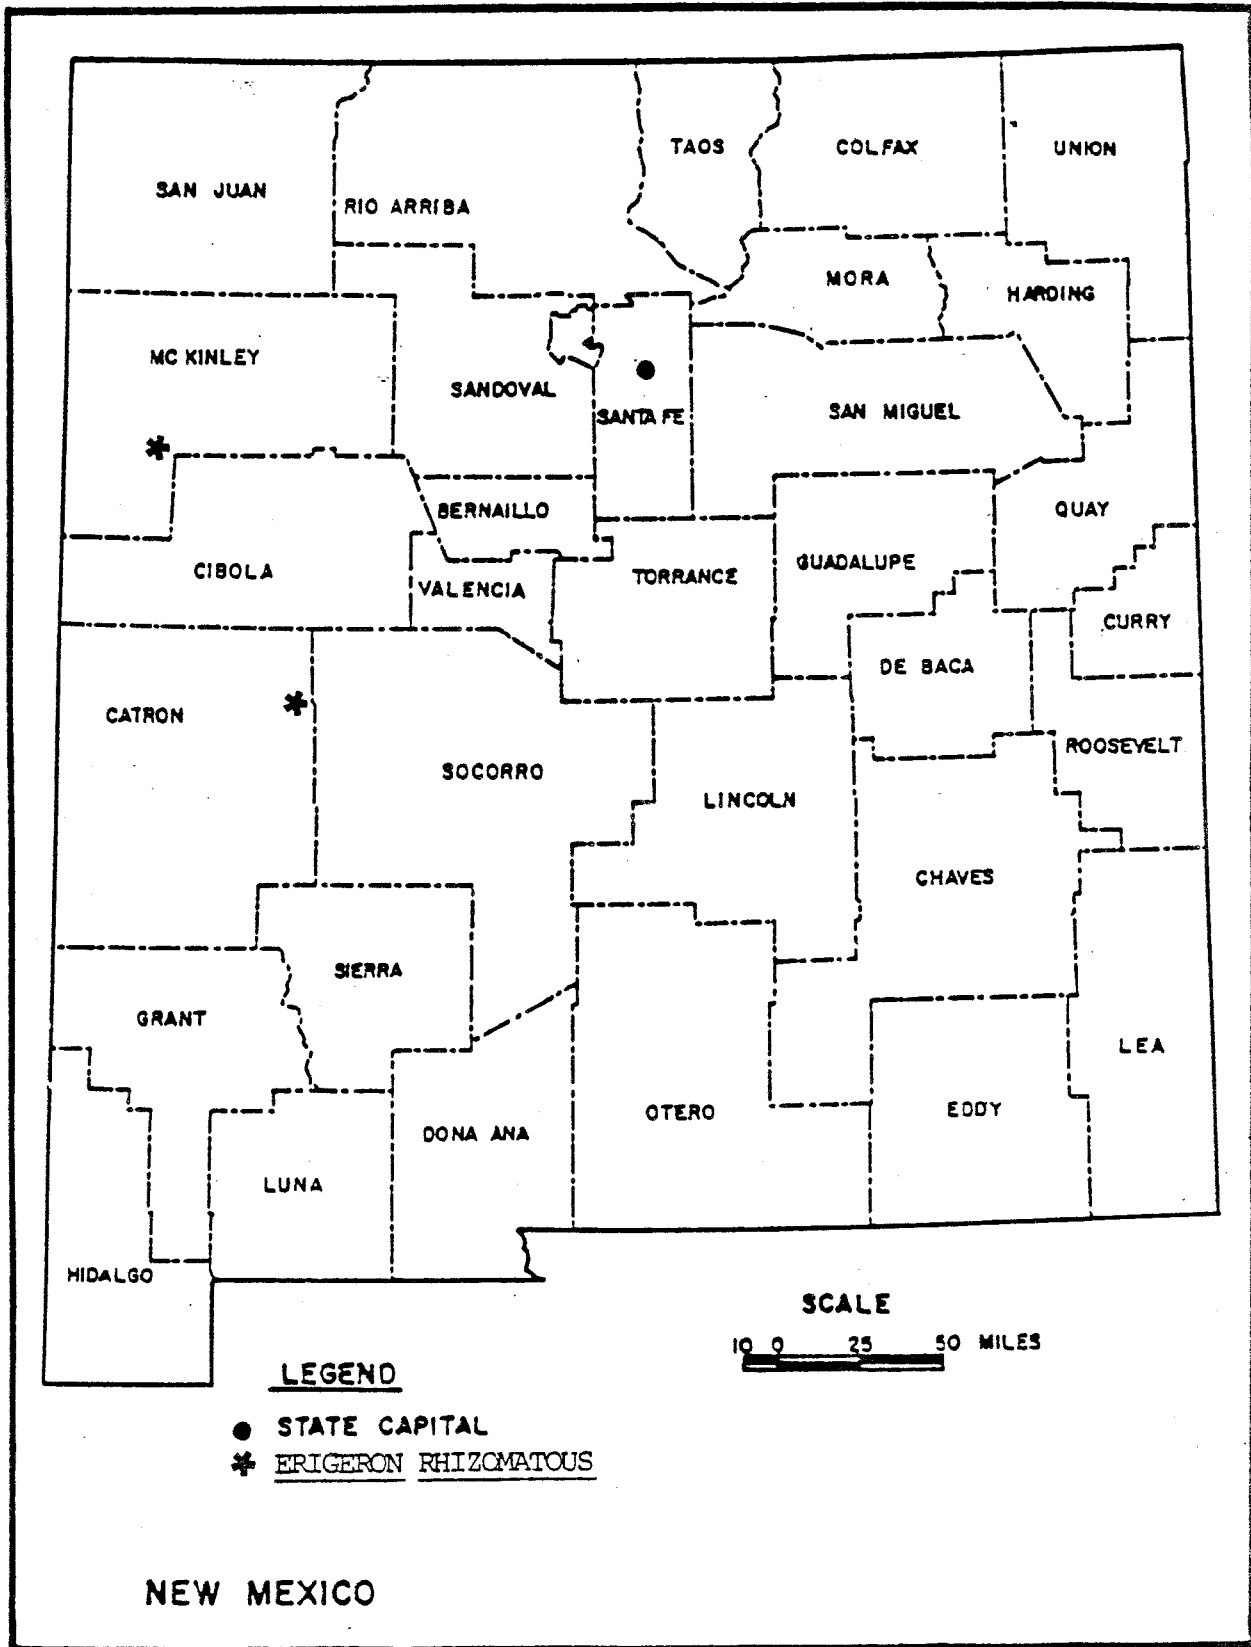 TAOS
COLFAX
UNION
SAN JUAN
RIO ARRIBA
MORA
HARDING
MC KINLEY
SANDOVAL
SANTA FE
SAN MIGUEL
BERNAILLO
QUAY
CIBOLA
VALENCIA
TORRANCE
GUADALUPE
CURRY
DE BACA
CATRON
ROOSEVELT
SOCORRO
LINCOLN
CHAVES
SIERRA
GRANT
LEA
OTERO
EDDY
DONA ANA
LUNA
HIDALGO
SCALE
10 0 25 50 MILES
LEGEND
STATE CAPITAL
ERIGERON RHIZOMATOUS
NEW MEXICO